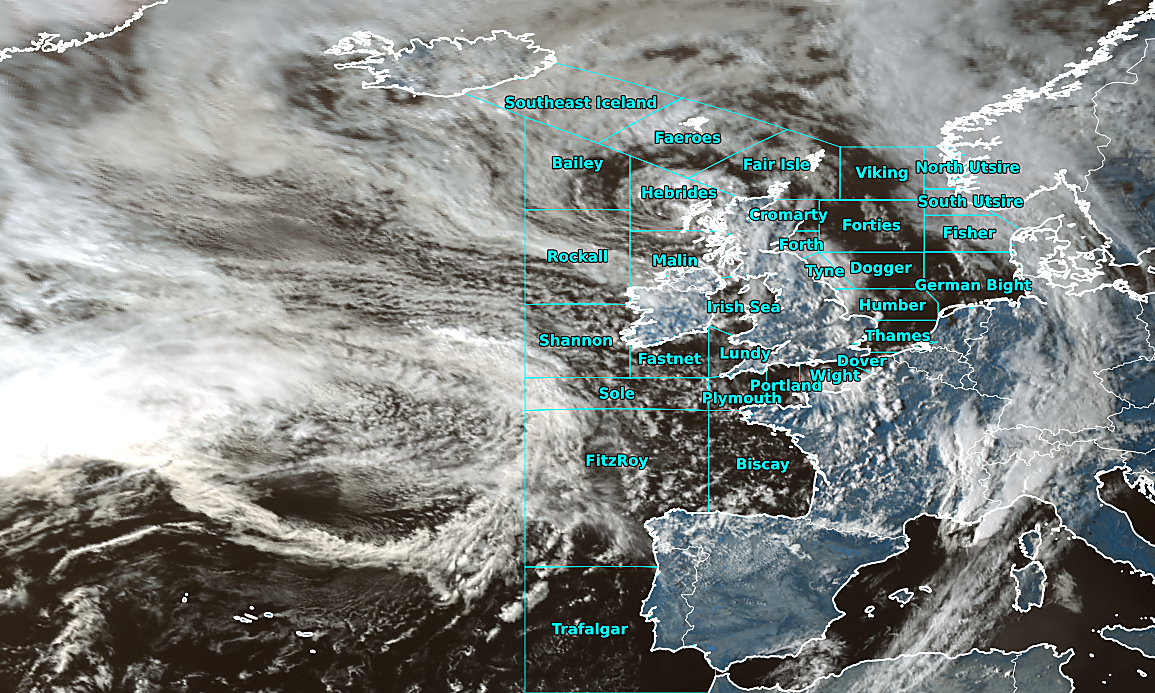 Southeast Iceland
Faeroes
Bailey
Fair Isle
Viking
North Utsire
Hebrides
South Utsire
Cromarty
Forties
Fisher
Forth
Rockall
Malin
Tyne
Dogger
German Bight
Irish Sea
Humber
Shannon
Thames
Fastnet
Lundy
Dover
Wight
Portland
Sole
Plymouth
FitzRoy
Biscay
Trafalgar